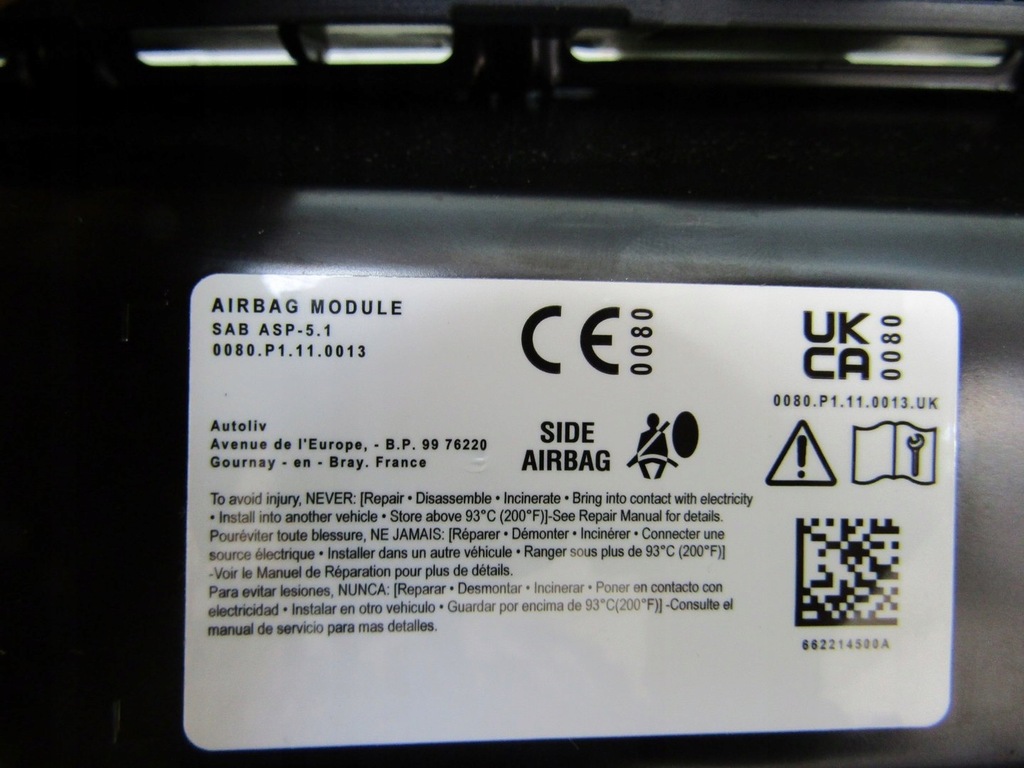 AIRBAG MODULE
SAB ASP-5.1
0080.P1.11.0013
CE 0080
UK
CA 0080
0080.P1.11.0013.UK
Autoliv
Avenue de l'Europe, - B.P. 99 76220
Gournay - en - Bray. France
SIDE
AIRBAG
To avoid injury, NEVER: [Repair • Disassemble • Incinerate • Bring into contact with electricity
• Install into another vehicle • Store above 93°C (200°F)]-See Repair Manual for details.
Pouréviter toute blessure, NE JAMAIS: [Réparer • Démonter • Incinérer • Connecter une
source électrique • Installer dans un autre véhicule • Ranger sous plus de 93°C (200°F)]
-Voir le Manuel de Réparation pour plus de détails.
Para evitar lesiones, NUNCA: [Reparar • Desmontar • Incinerar • Poner en contacto con
electricidad • Instalar en otro vehiculo • Guardar por encima de 93°C(200°F)] -Consulte el
manual de servicio para mas detalles.
662214500A